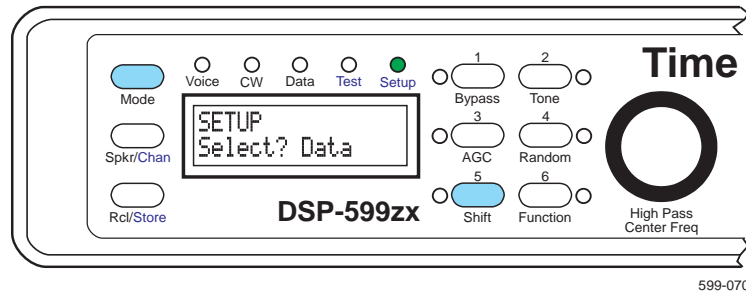 Voice CW Data Test Setup
Mode
SETUP
Select? Data
Spkr/Chan
Rcl/Store
DSP-599zx
1
Bypass
2
Tone
3
AGC
4
Random
5
Shift
6
Function
Time
High Pass
Center Freq
599-070